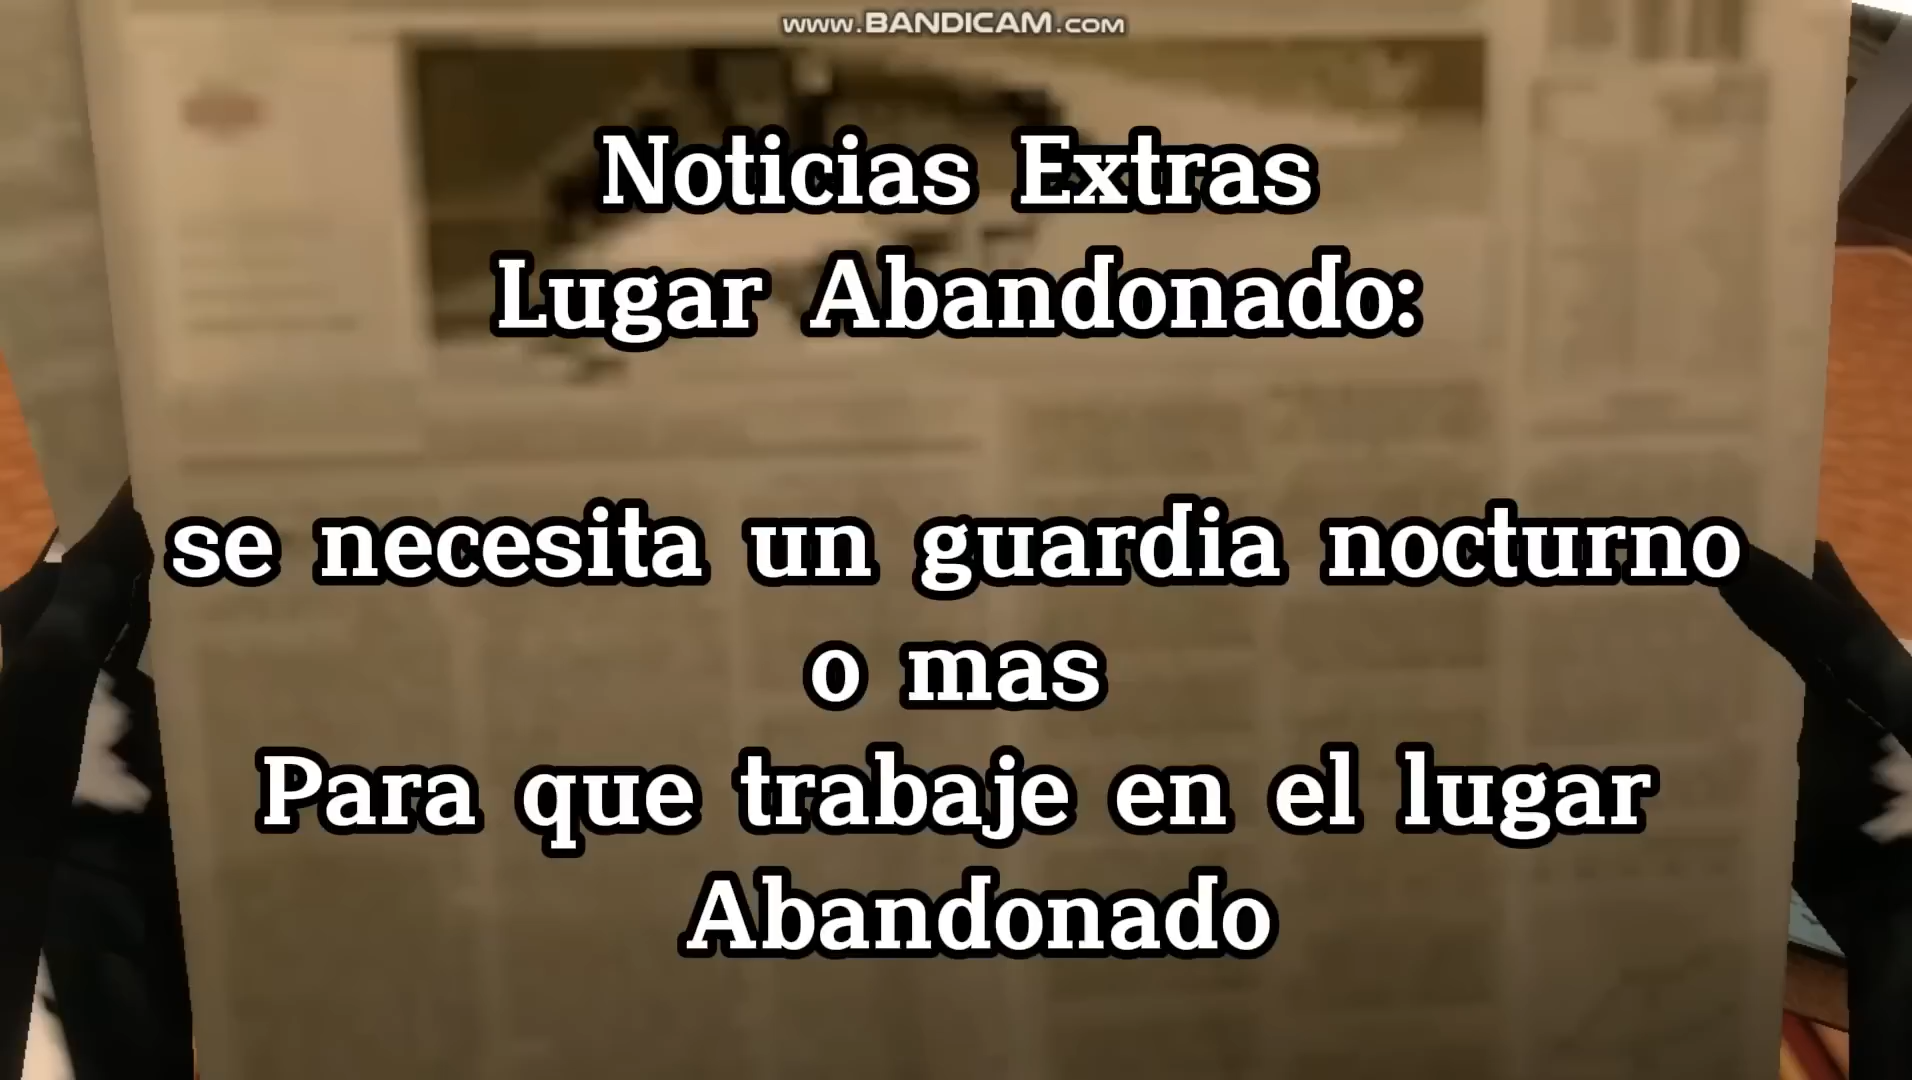 www.BANDICAM.com
Noticias Extras
Lugar Abandonado:
se necesita un guardia nocturno
o mas
Para que trabaje en el lugar
Abandonado